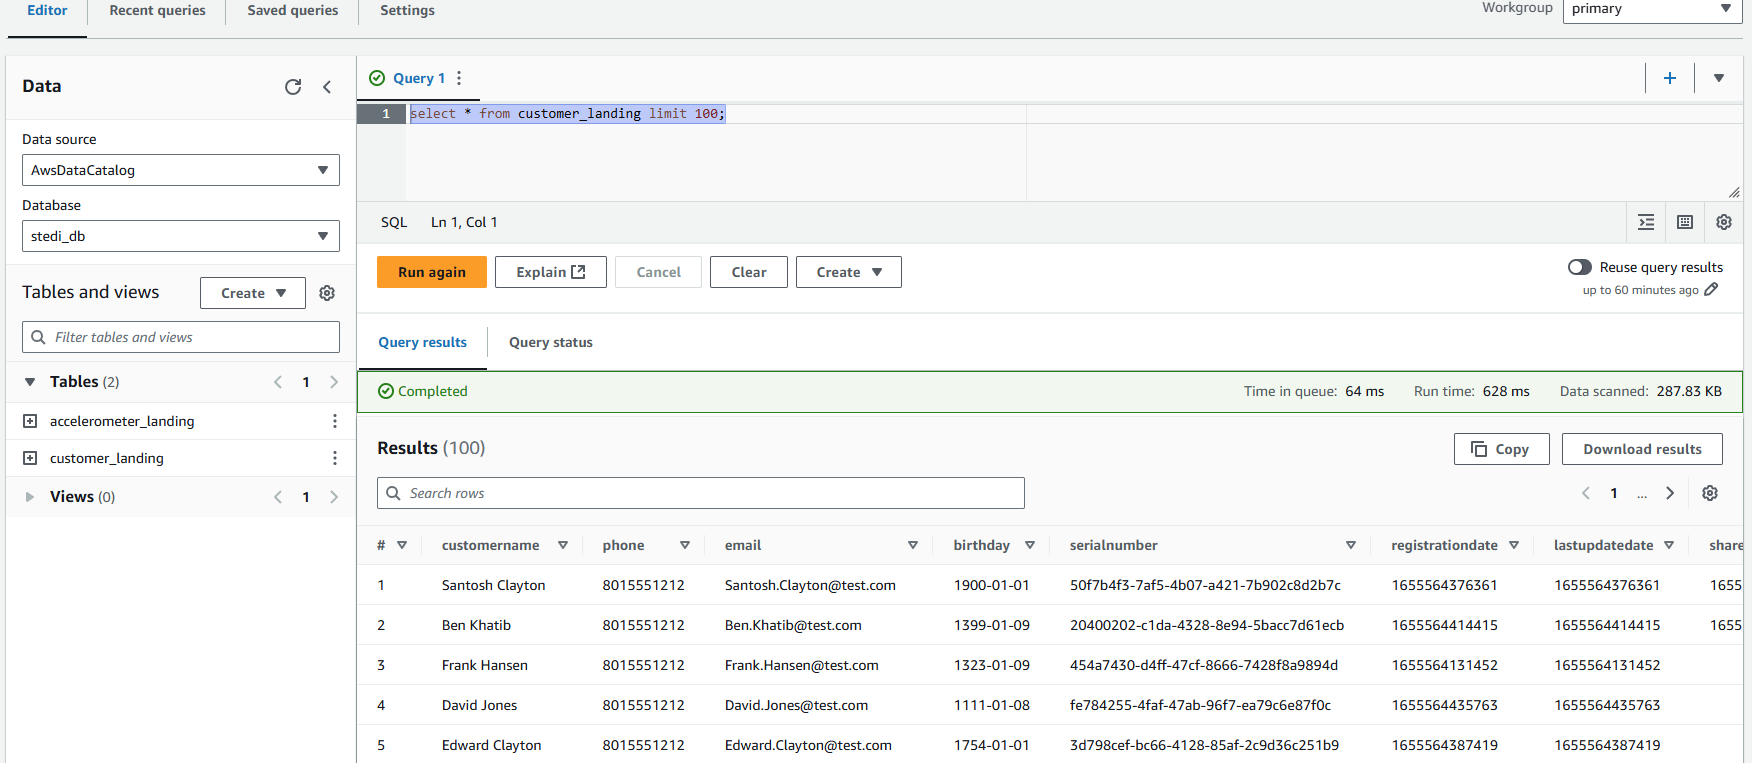 Editor Recent queries Saved queries Settings Workgroup primary
Data
Data source
AwsDataCatalog
Database
stedi_db
Tables and views Create
Filter tables and views
Tables (2) 1
accelerometer_landing
customer_landing
Views (0) 1
Query 1
1 select * from customer_landing limit 100;
SQL Ln 1, Col 1
Run again Explain Cancel Clear Create Reuse query results
up to 60 minutes ago
Query results Query status
Completed Time in queue: 64 ms Run time: 628 ms Data scanned: 287.83 KB
Results (100) Copy Download results
Search rows 1 ...
# customername phone email birthday serialnumber registrationdate lastupdatedate share
1 Santosh Clayton 8015551212 Santosh.Clayton@test.com 1900-01-01 50f7b4f3-7af5-4b07-a421-7b902c8d2b7c 1655564376361 1655564376361 1655
2 Ben Khatib 8015551212 Ben.Khatib@test.com 1399-01-09 20400202-c1da-4328-8e94-5bacc7d61ecb 1655564414415 1655564414415 1655
3 Frank Hansen 8015551212 Frank.Hansen@test.com 1323-01-09 454a7430-d4ff-47cf-8666-7428f8a9894d 1655564131452 1655564131452
4 David Jones 8015551212 David.Jones@test.com 1111-01-08 fe784255-4faf-47ab-96f7-ea79c6e87f0c 1655564435763 1655564435763
5 Edward Clayton 8015551212 Edward.Clayton@test.com 1754-01-01 3d798cef-bc66-4128-85af-2c9d36c251b9 1655564387419 1655564387419